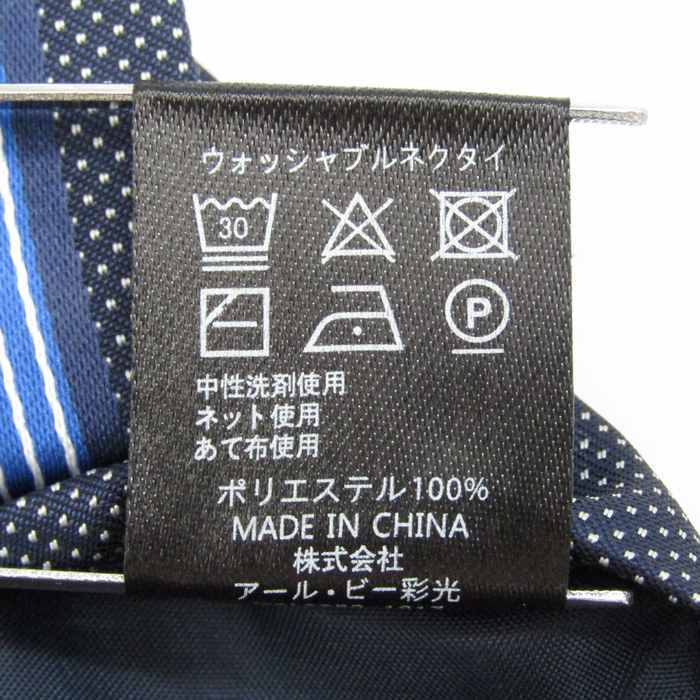 ウォッシャブルネクタイ
30
P
中性洗剤使用
ネット使用
あて布使用
ポリエステル100%
MADE IN CHINA
株式会社
アール・ビー彩光